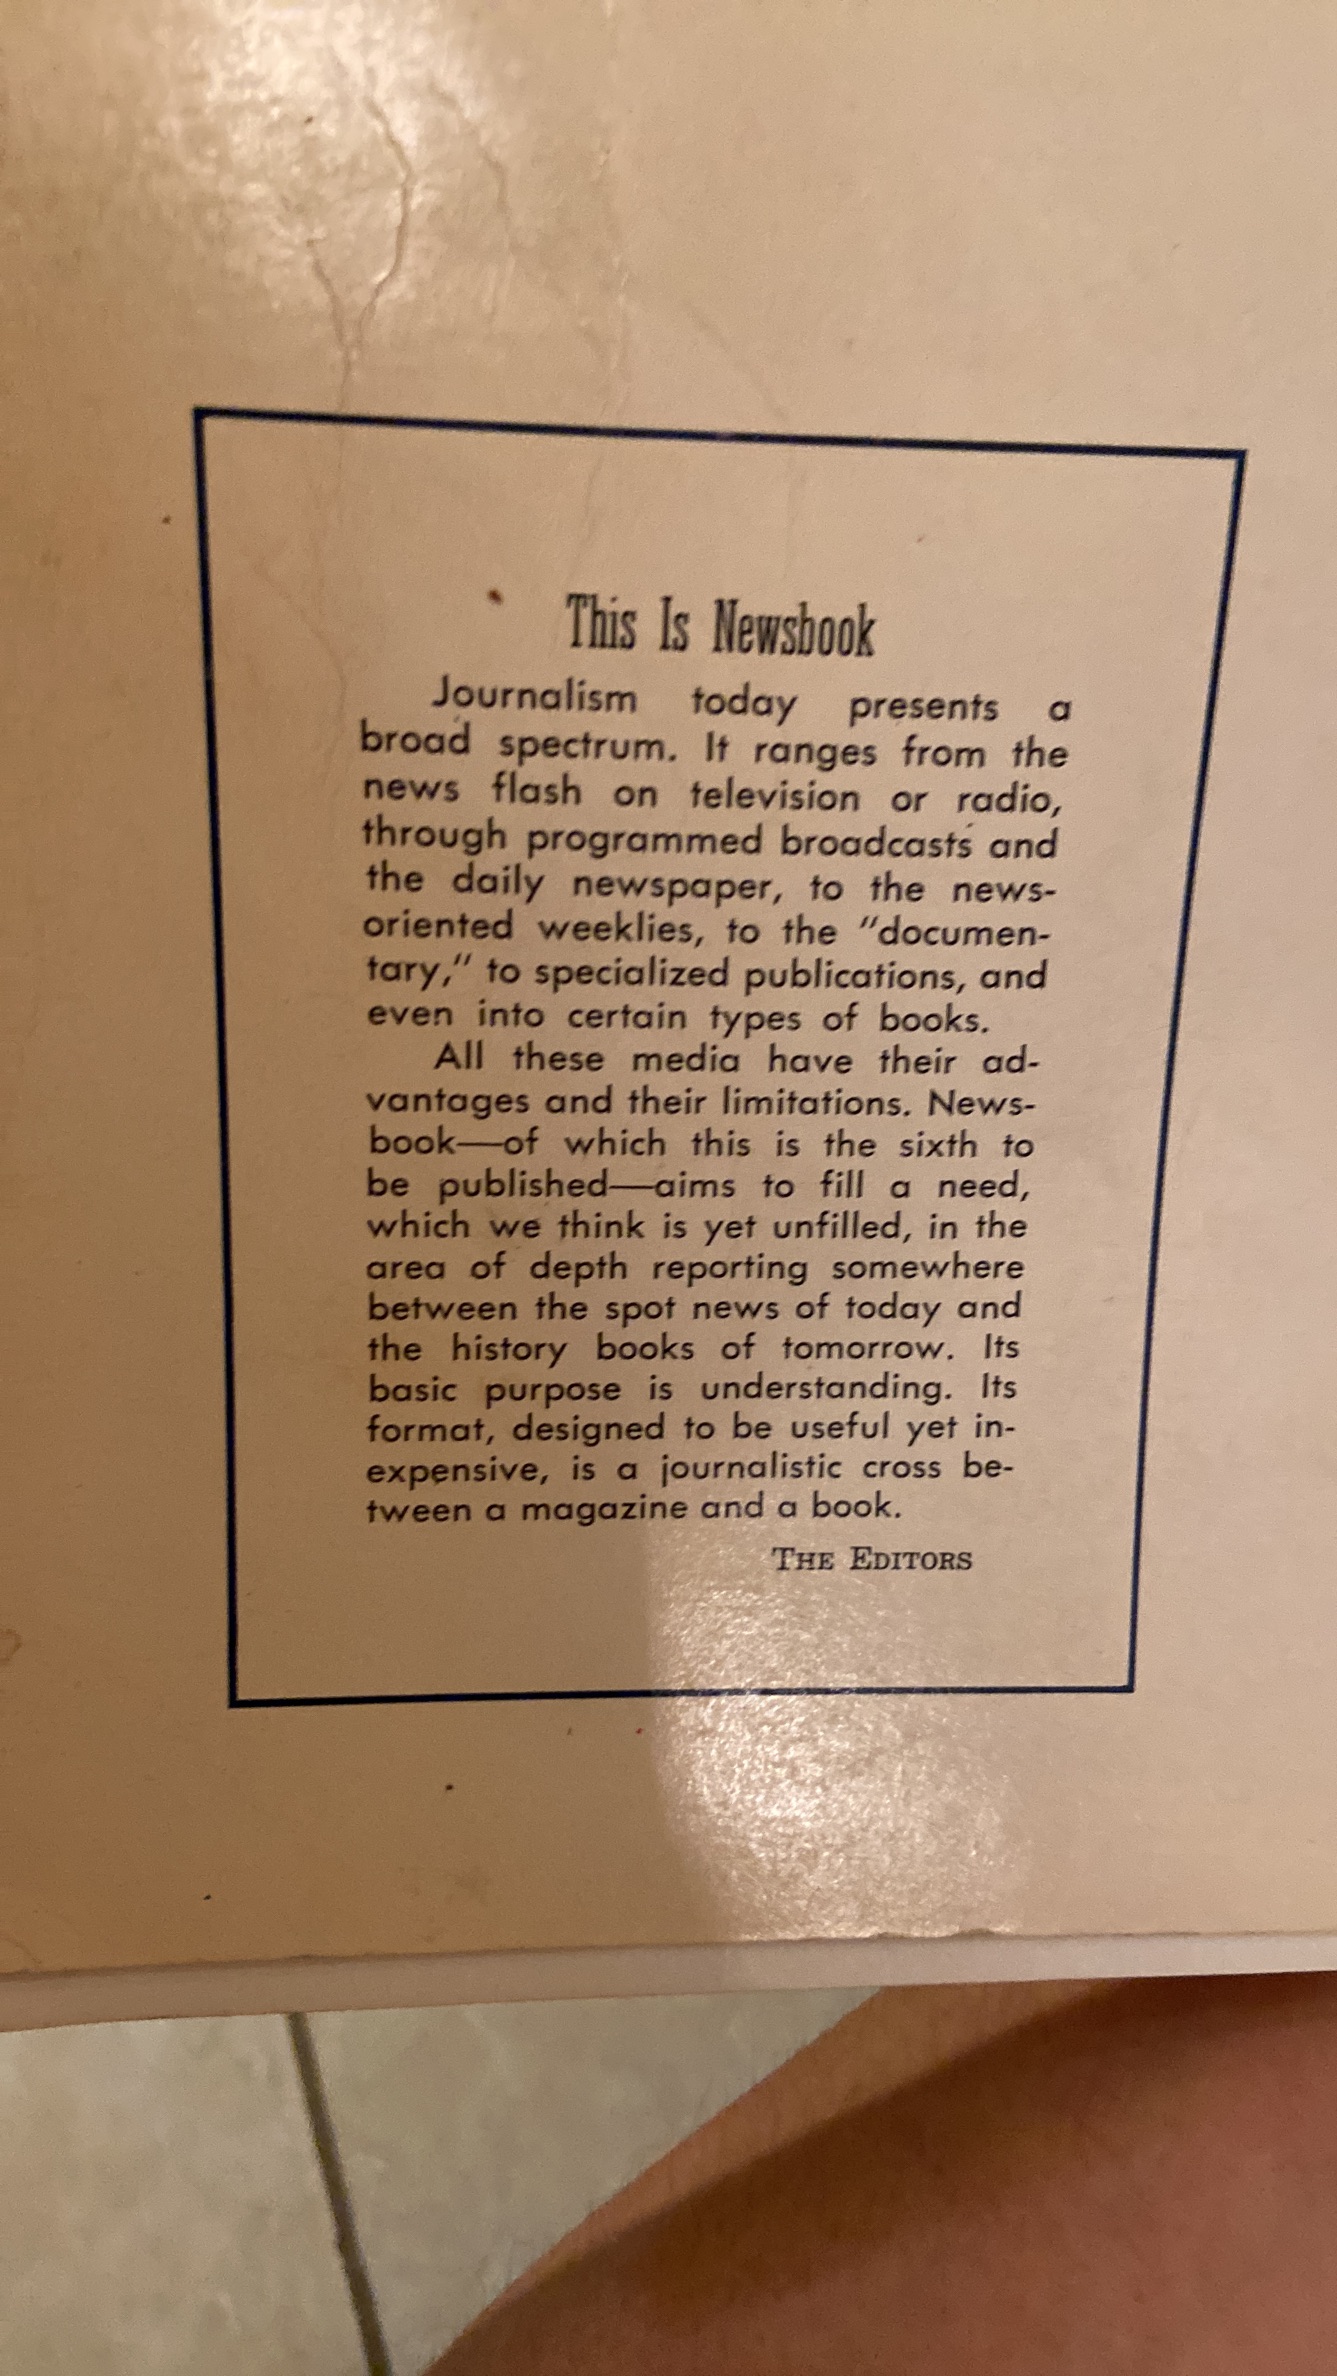 This Is Newsbook
Journalism today presents a
broad spectrum. It ranges from the
news flash on television or radio,
through programmed broadcasts and
the daily newspaper, to the news-
oriented weeklies, to the "documen-
tary," to specialized publications, and
even into certain types of books.
All these media have their ad-
vantages and their limitations. News-
book—of which this is the sixth to
be published—aims to fill a need,
which we think is yet unfilled, in the
area of depth reporting somewhere
between the spot news of today and
the history books of tomorrow. Its
basic purpose is understanding. Its
format, designed to be useful yet in-
expensive, is a journalistic cross be-
tween a magazine and a book.
THE EDITORS